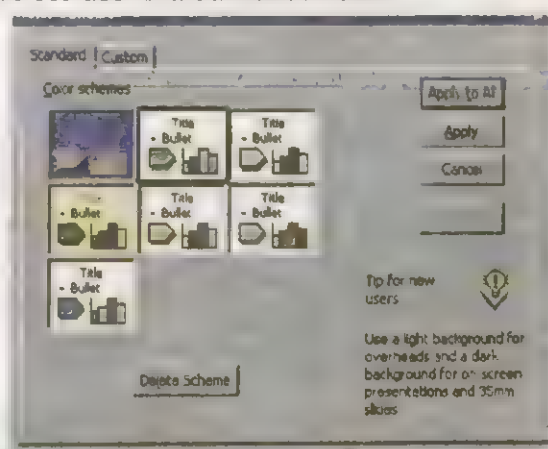 Standard Custom
Color schemes
Title
- Bullet
Title
- Bullet
- Bullet
Title
- Bullet
Title
- Bullet
Title
- Bullet
Delete Scheme
Apply to All
Apply
Cancel
Tip for new
users
Use a light background for
overheads and a dark
background for on screen
presentations and 35mm
slides